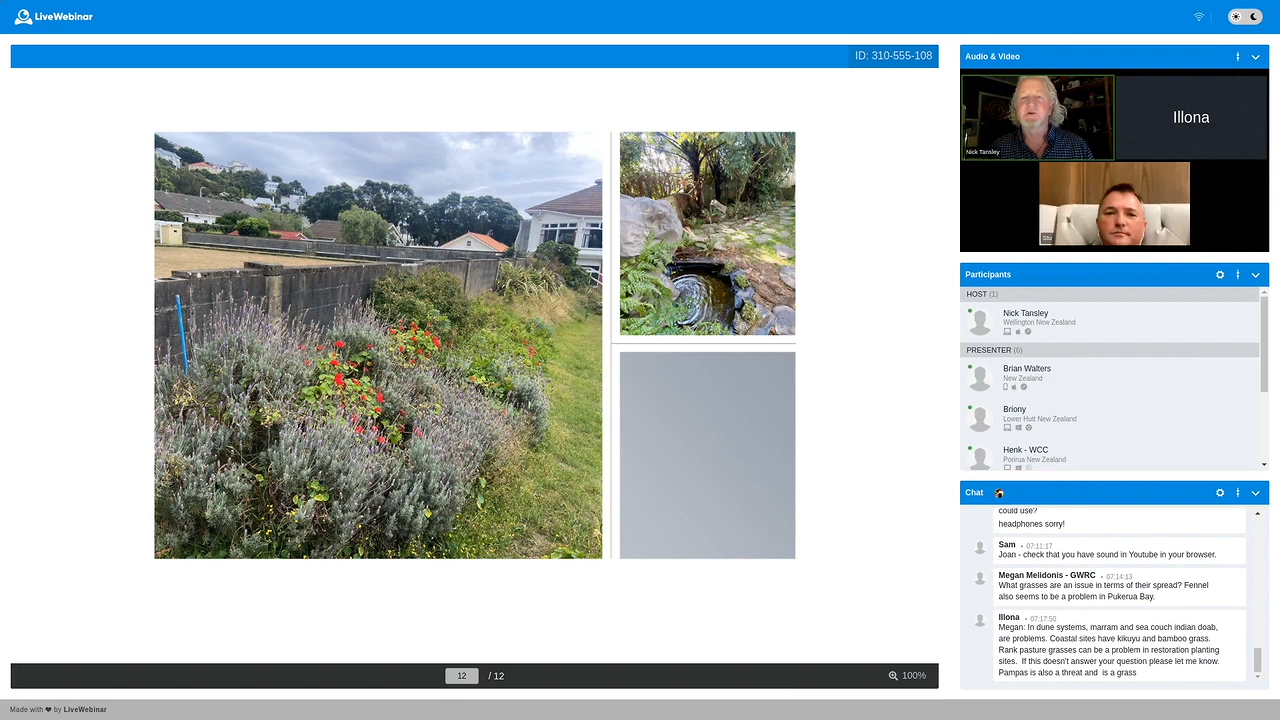 LiveWebinar
ID: 310-555-108
Audio & Video
Nick Tansley
Illona
Stu
Participants
HOST (1)
Nick Tansley
Wellington New Zealand
PRESENTER (6)
Brian Walters
New Zealand
Briony
Lower Hutt New Zealand
Henk - WCC
Porirua New Zealand
Chat
could use?
headphones sorry!
Sam • 07:11:17
Joan - check that you have sound in Youtube in your browser.
Megan Melidonis - GWRC • 07:14:13
What grasses are an issue in terms of their spread? Fennel
also seems to be a problem in Pukerua Bay.
Illona • 07:17:50
Megan: In dune systems, marram and sea couch indian doab,
are problems. Coastal sites have kikuyu and bamboo grass.
Rank pasture grasses can be a problem in restoration planting
sites. If this doesn't answer your question please let me know.
Pampas is also a threat and is a grass
12 / 12
100%
Made with ❤ by LiveWebinar